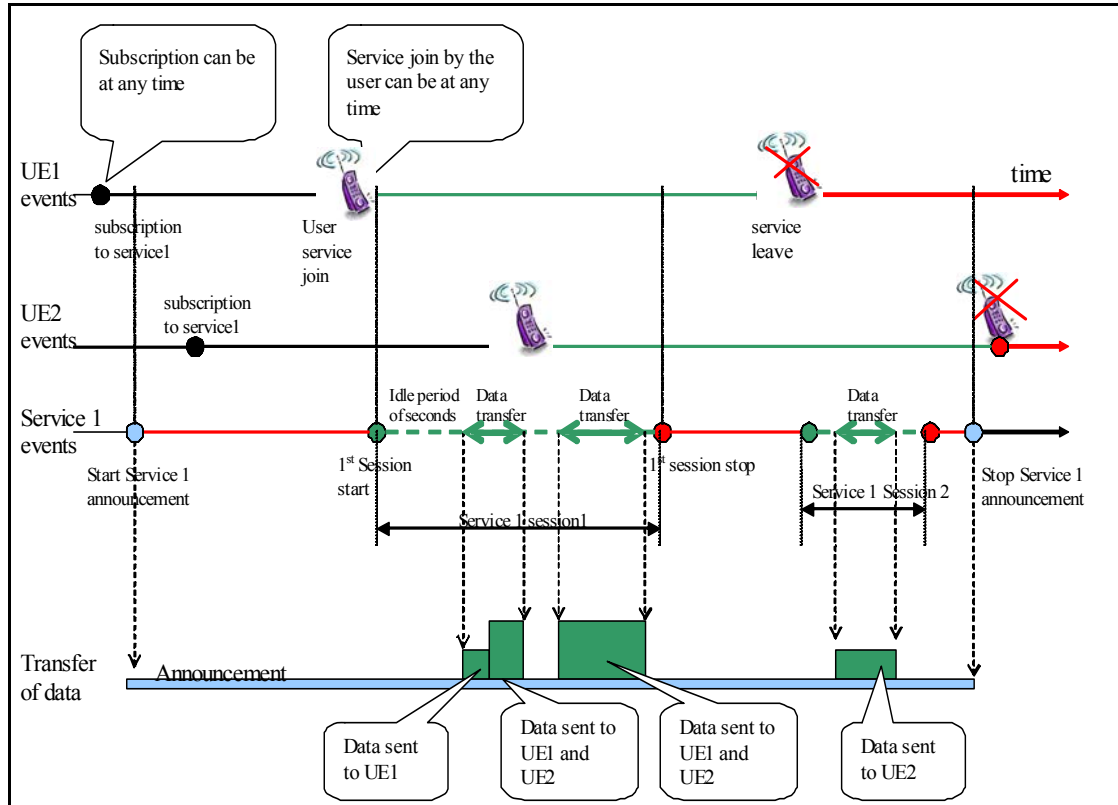 Subscription can be
at any time
Service join by the
user can be at any
time
UE1
events
time
subscription
to service1
User
service
join
service
leave
UE2
events
subscription
to service1
Service 1
events
Idle period
of seconds
Data
transfer
Data
transfer
Data
transfer
Start Service 1
announcement
1st Session
start
1st session stop
Stop Service 1
announcement
Service 1 session1
Service 1 Session 2
Transfer
of data
Announcement
Data sent
to UE1
Data sent to
UE1 and
UE2
Data sent to
UE1 and
UE2
Data sent
to UE2